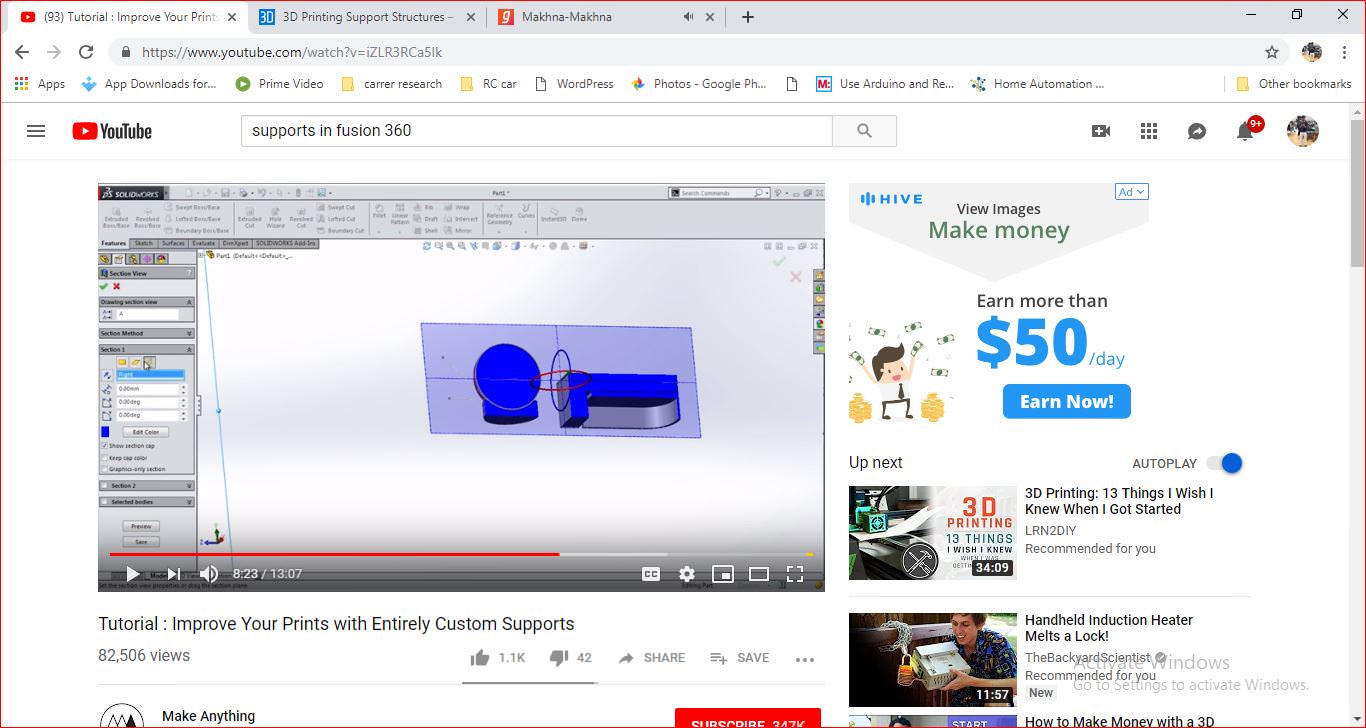 (93) Tutorial : Improve Your Prints
3D Printing Support Structures –
Makhna-Makhna
https://www.youtube.com/watch?v=iZLR3RCa5Ik
Apps
App Downloads for...
Prime Video
carrer research
RC car
WordPress
Photos - Google Ph...
Use Arduino and Re...
Home Automation ...
Other bookmarks
YouTube
supports in fusion 360
9+
SOLIDWORKS
Part1 *
Search Commands
Extruded Boss/Base
Revolved Boss/Base
Swept Boss/Base
Lofted Boss/Base
Boundary Boss/Base
Extruded Cut
Hole Wizard
Revolved Cut
Swept Cut
Lofted Cut
Boundary Cut
Fillet
Linear Pattern
Rib
Draft
Shell
Wrap
Intersect
Mirror
Reference Geometry
Curves
Instant3D
Dome
Features
Sketch
Surfaces
Evaluate
DimXpert
SOLIDWORKS Add-Ins
Part1 (Default<<Default>_...
Section View
?
Drawing section view
A
Section Method
Section 1
Right
0.00mm
0.00deg
0.00deg
Edit Color
Show section cap
Keep cap color
Graphics-only section
Section 2
Selected bodies
Preview
Save
8:23 / 13:07
CC
Tutorial : Improve Your Prints with Entirely Custom Supports
82,506 views
1.1K
42
SHARE
SAVE
Make Anything
SUBSCRIBE 347K
Ad
HIVE
View Images
Make money
Earn more than
$50/day
Earn Now!
Up next
AUTOPLAY
3D PRINTING
13 THINGS
I WISH I
KNEW
34:09
3D Printing: 13 Things I Wish I
Knew When I Got Started
LRN2DIY
Recommended for you
11:57
Handheld Induction Heater
Melts a Lock!
TheBackyardScientist
Recommended for you
New
Activate Windows
Go to Settings to activate Windows.
START
How to Make Money with a 3D